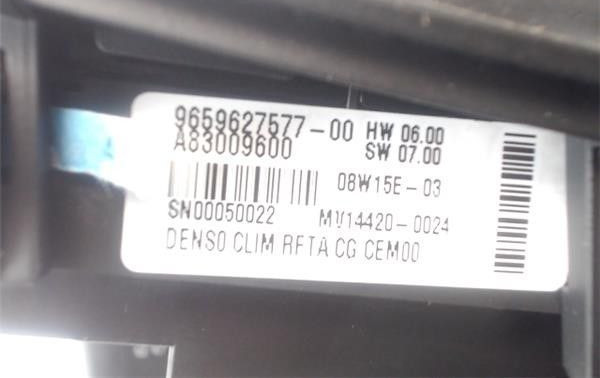 9659627577-00 HW 06.00
A83009600 SW 07.00
08W15E-03
SN00050022 MV14420-0024
DENSO CLIM RFTA CG CEM00